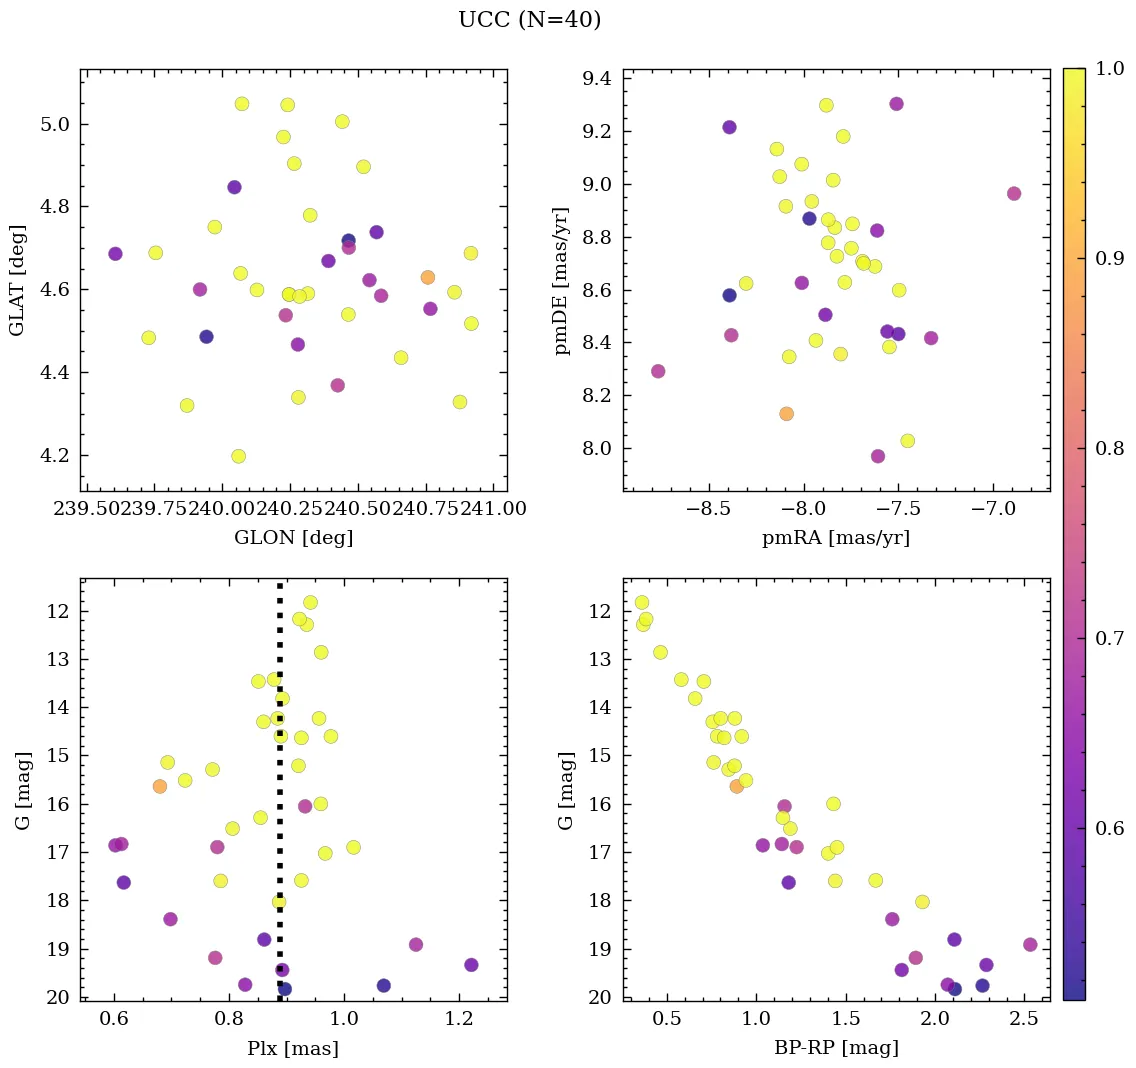 UCC (N=40)
5.0
4.8
4.6
4.4
4.2
GLAT [deg]
239.50 239.75 240.00 240.25 240.50 240.75 241.00
GLON [deg]
9.4
9.2
9.0
8.8
8.6
8.4
8.2
8.0
pmDE [mas/yr]
−8.5 −8.0 −7.5 −7.0
pmRA [mas/yr]
12
13
14
15
16
17
18
19
20
G [mag]
0.6 0.8 1.0 1.2
Plx [mas]
12
13
14
15
16
17
18
19
20
G [mag]
0.5 1.0 1.5 2.0 2.5
BP-RP [mag]
1.0
0.9
0.8
0.7
0.6